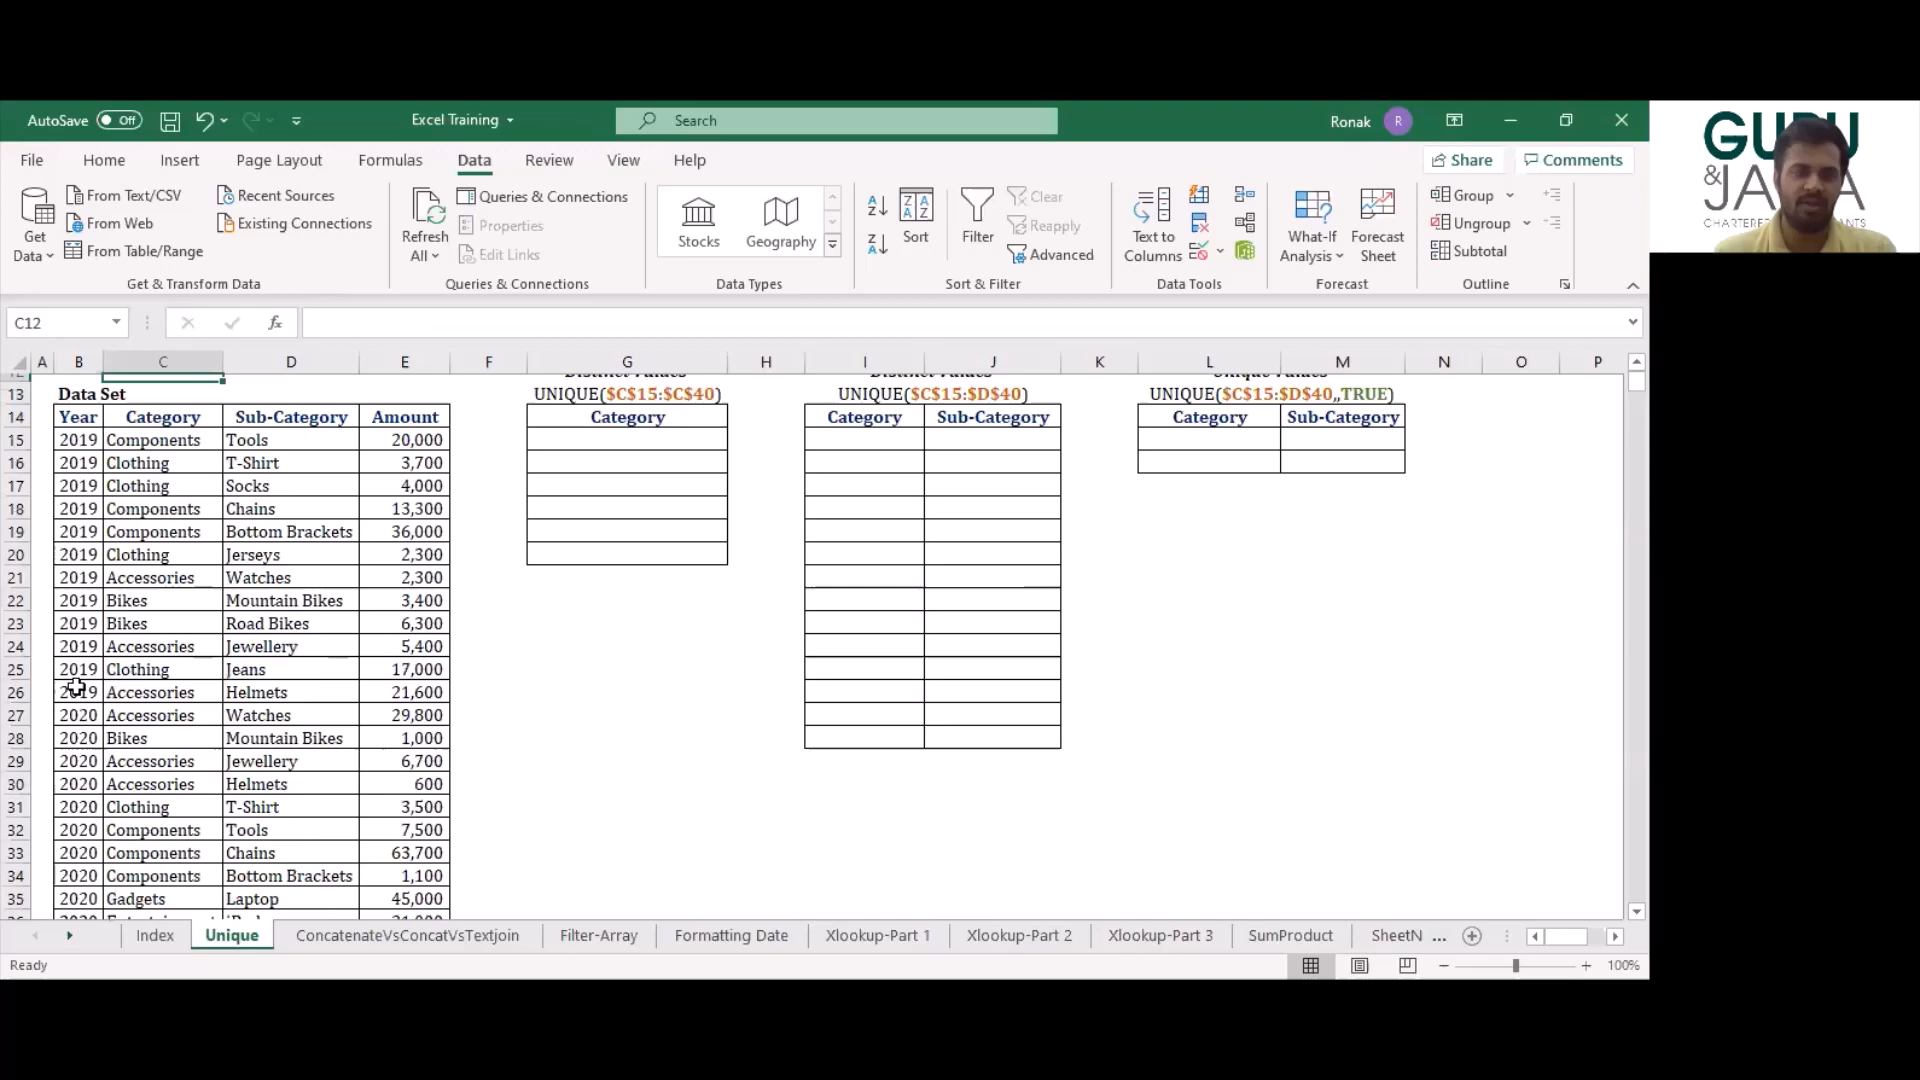 AutoSave Off Excel Training Search Ronak R
File Home Insert Page Layout Formulas Data Review View Help Share Comments
Get Data
From Text/CSV
From Web
From Table/Range
Recent Sources
Existing Connections
Get & Transform Data
Refresh All
Queries & Connections
Properties
Edit Links
Queries & Connections
Stocks Geography
Data Types
Sort
Filter
Clear
Reapply
Advanced
Sort & Filter
Text to Columns
Data Tools
What-If Analysis
Forecast Sheet
Forecast
Group
Ungroup
Subtotal
Outline
C12 fx
A B C D E F G H I J K L M N O P
Distinct Values Distinct Values Unique Values
13 Data Set UNIQUE($C$15:$C$40) UNIQUE($C$15:$D$40) UNIQUE($C$15:$D$40,,TRUE)
14 Year Category Sub-Category Amount Category Category Sub-Category Category Sub-Category
15 2019 Components Tools 20,000
16 2019 Clothing T-Shirt 3,700
17 2019 Clothing Socks 4,000
18 2019 Components Chains 13,300
19 2019 Components Bottom Brackets 36,000
20 2019 Clothing Jerseys 2,300
21 2019 Accessories Watches 2,300
22 2019 Bikes Mountain Bikes 3,400
23 2019 Bikes Road Bikes 6,300
24 2019 Accessories Jewellery 5,400
25 2019 Clothing Jeans 17,000
26 2019 Accessories Helmets 21,600
27 2020 Accessories Watches 29,800
28 2020 Bikes Mountain Bikes 1,000
29 2020 Accessories Jewellery 6,700
30 2020 Accessories Helmets 600
31 2020 Clothing T-Shirt 3,500
32 2020 Components Tools 7,500
33 2020 Components Chains 63,700
34 2020 Components Bottom Brackets 1,100
35 2020 Gadgets Laptop 45,000
Index Unique ConcatenateVsConcatVsTextjoin Filter-Array Formatting Date Xlookup-Part 1 Xlookup-Part 2 Xlookup-Part 3 SumProduct SheetN ...
Ready 100%